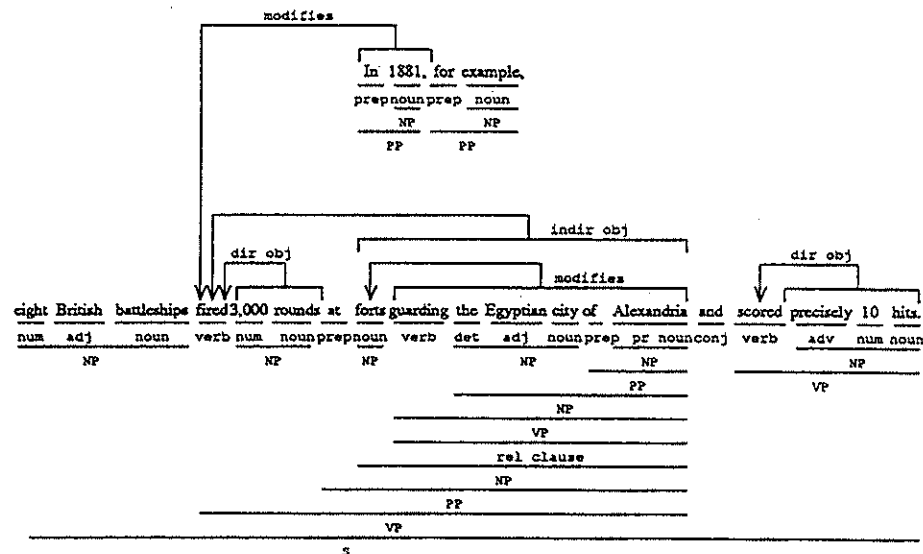 modifies
In 1881, for example,
prep noun prep noun
NP NP
PP PP
indir obj
dir obj dir obj
modifies
eight British battleships fired 3,000 rounds at forts guarding the Egyptian city of Alexandria and scored precisely 10 hits.
num adj noun verb num noun prep noun verb det adj noun prep pr noun conj verb adv num noun
NP NP NP NP NP NP
PP VP
NP
VP
rel clause
NP
PP
VP
S